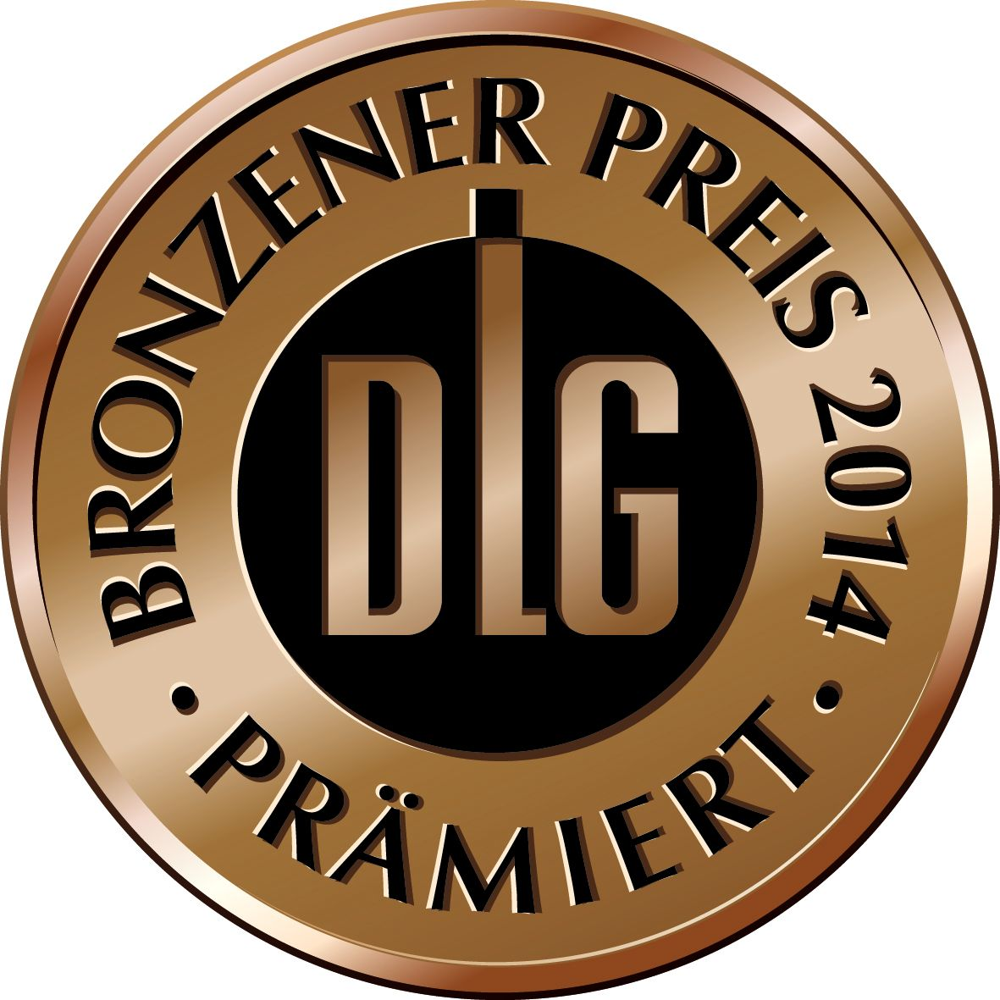 BRONZENER PREIS 2014
DLG
• PRÄMIERT •